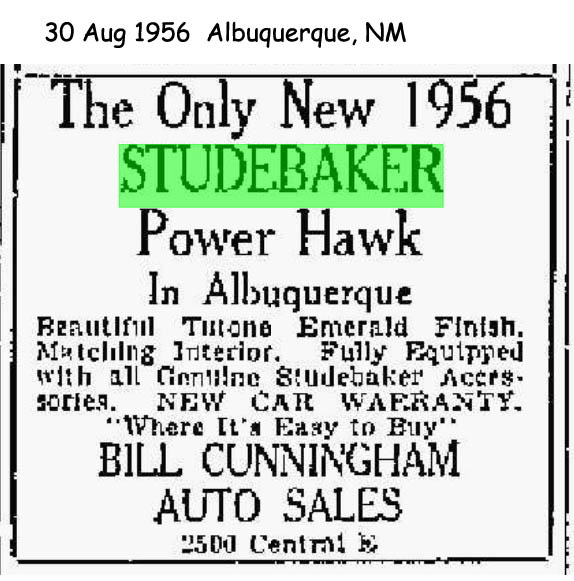 30 Aug 1956 Albuquerque, NM
The Only New 1956
STUDEBAKER
Power Hawk
In Albuquerque
Beautiful Tutone Emerald Finish.
Matching Interior. Fully Equipped
with all Genuine Studebaker Acces-
sories. NEW CAR WARRANTY.
"Where It's Easy to Buy"
BILL CUNNINGHAM
AUTO SALES
2500 Central E